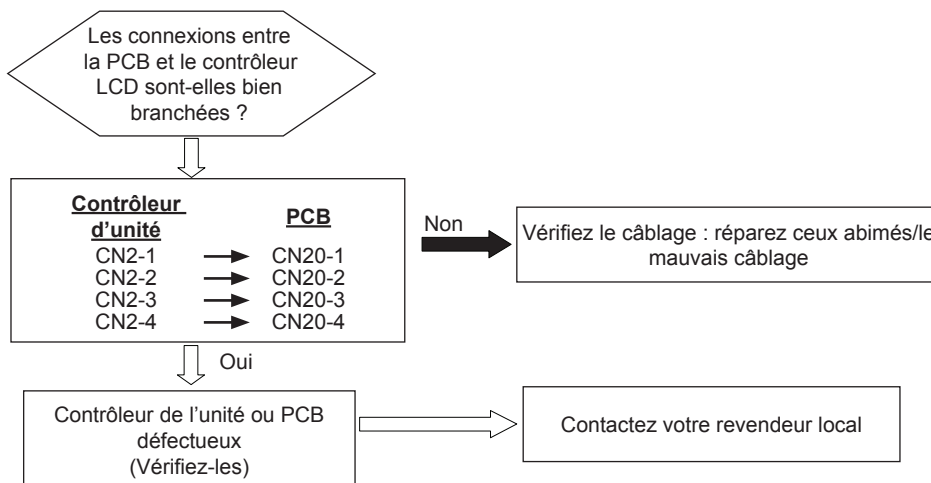 Les connexions entre
la PCB et le contrôleur
LCD sont-elles bien
branchées ?
Contrôleur
d'unité
PCB
CN2-1
CN20-1
CN2-2
CN20-2
CN2-3
CN20-3
CN2-4
CN20-4
Non
Vérifiez le câblage : réparez ceux abimés/le
mauvais câblage
Oui
Contrôleur de l'unité ou PCB
défectueux
(Vérifiez-les)
Contactez votre revendeur local